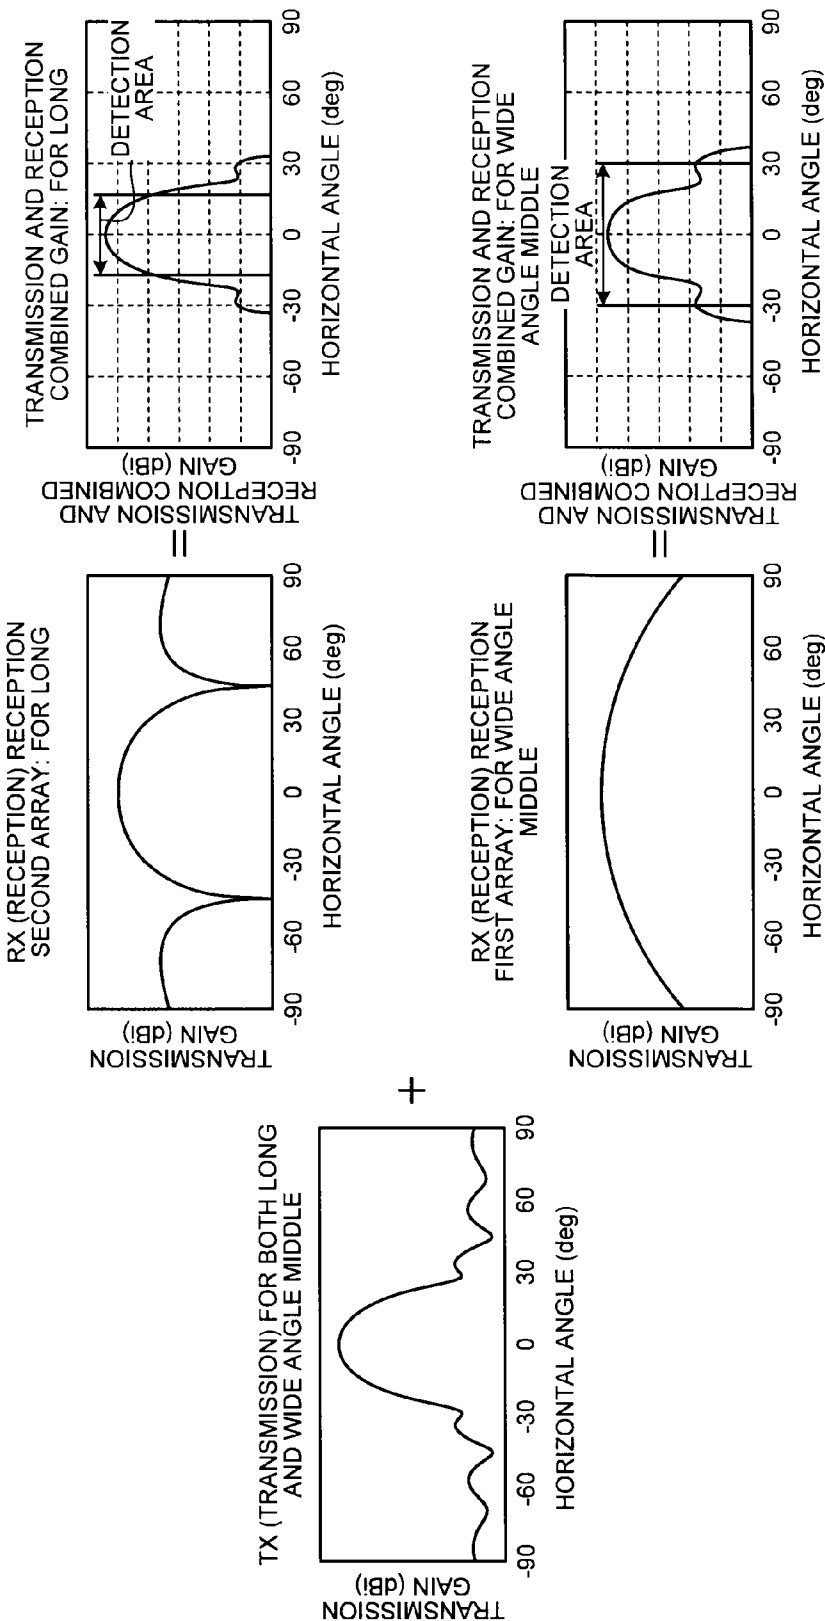 TX (TRANSMISSION) FOR BOTH LONG
AND WIDE ANGLE MIDDLE
TRANSMISSION
GAIN (dBi)
-90 -60 -30 0 30 60 90
HORIZONTAL ANGLE (deg)
+
RX (RECEPTION) RECEPTION
SECOND ARRAY: FOR LONG
TRANSMISSION
GAIN (dBi)
-90 -60 -30 0 30 60 90
HORIZONTAL ANGLE (deg)
=
TRANSMISSION AND RECEPTION
COMBINED GAIN: FOR LONG
DETECTION
AREA
TRANSMISSION AND
RECEPTION COMBINED
GAIN (dBi)
-90 -60 -30 0 30 60 90
HORIZONTAL ANGLE (deg)
RX (RECEPTION) RECEPTION
FIRST ARRAY: FOR WIDE ANGLE
MIDDLE
TRANSMISSION
GAIN (dBi)
-90 -60 -30 0 30 60 90
HORIZONTAL ANGLE (deg)
=
TRANSMISSION AND RECEPTION
COMBINED GAIN: FOR WIDE
ANGLE MIDDLE
DETECTION
AREA
TRANSMISSION AND
RECEPTION COMBINED
GAIN (dBi)
-90 -60 -30 0 30 60 90
HORIZONTAL ANGLE (deg)